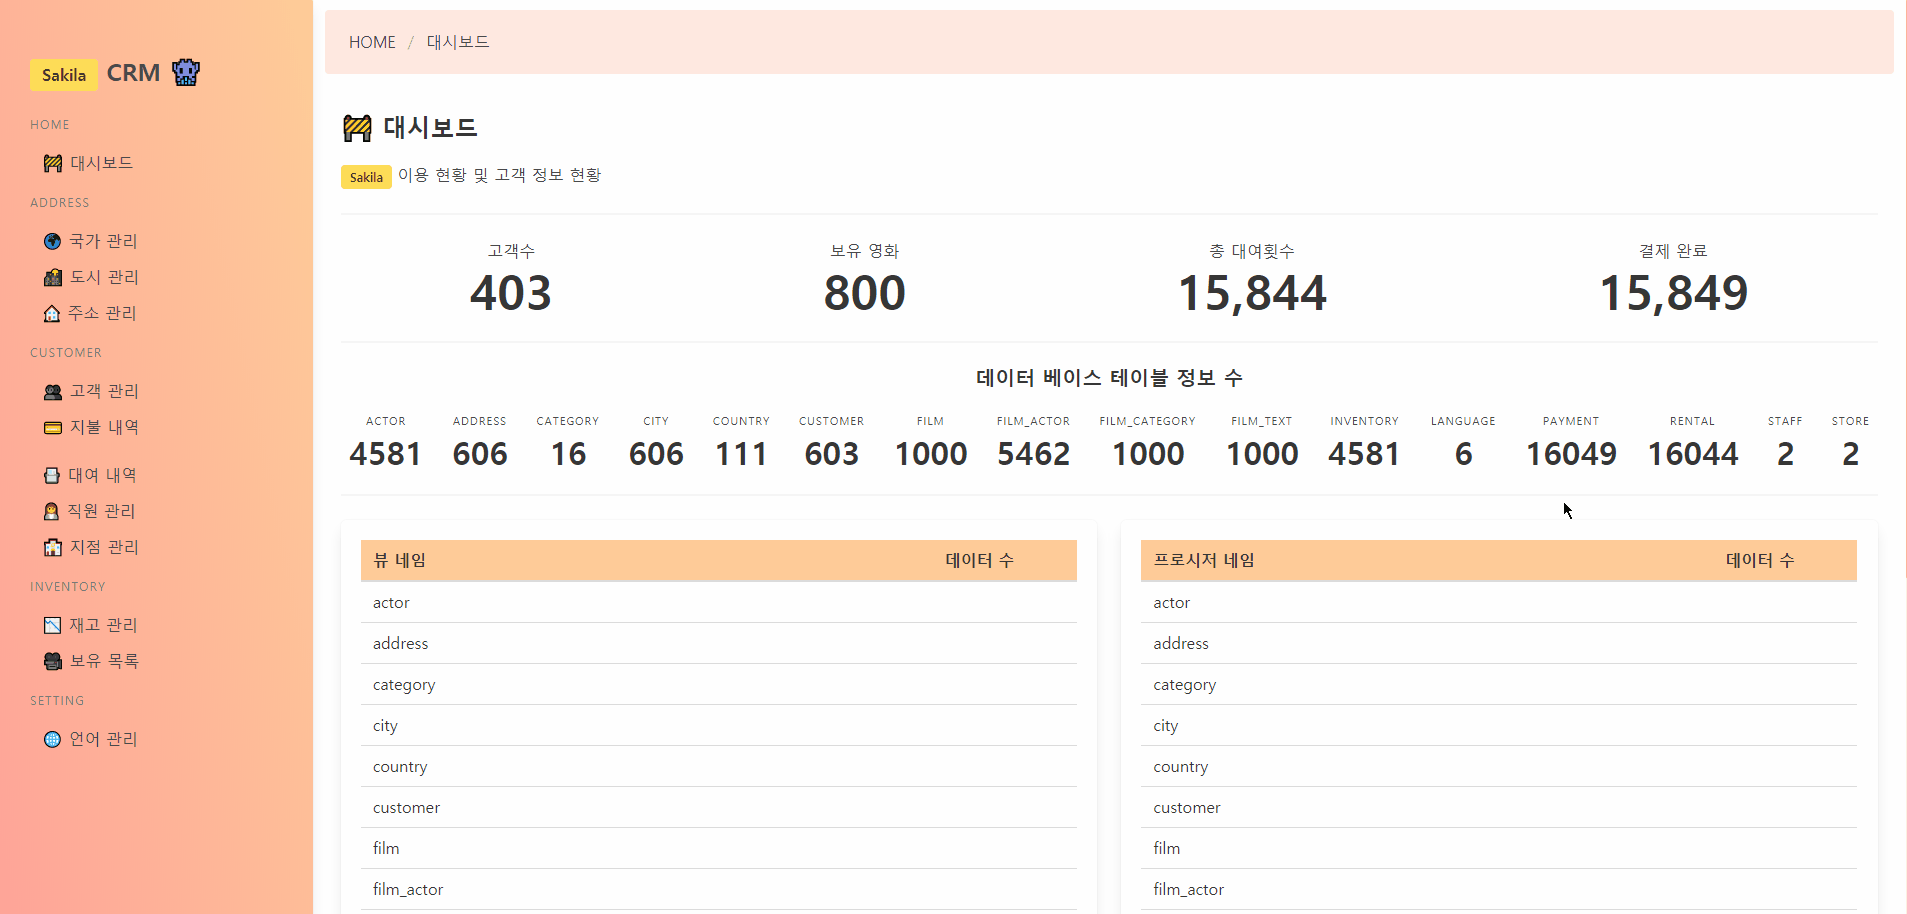 Sakila CRM
HOME
대시보드
ADDRESS
국가 관리
도시 관리
주소 관리
CUSTOMER
고객 관리
지불 내역
대여 내역
직원 관리
지점 관리
INVENTORY
재고 관리
보유 목록
SETTING
언어 관리
HOME / 대시보드
대시보드
Sakila 이용 현황 및 고객 정보 현황
고객수 보유 영화 총 대여횟수 결제 완료
403 800 15,844 15,849
데이터 베이스 테이블 정보 수
ACTOR ADDRESS CATEGORY CITY COUNTRY CUSTOMER FILM FILM_ACTOR FILM_CATEGORY FILM_TEXT INVENTORY LANGUAGE PAYMENT RENTAL STAFF STORE
4581 606 16 606 111 603 1000 5462 1000 1000 4581 6 16049 16044 2 2
뷰 네임 데이터 수
actor
address
category
city
country
customer
film
film_actor
프로시저 네임 데이터 수
actor
address
category
city
country
customer
film
film_actor